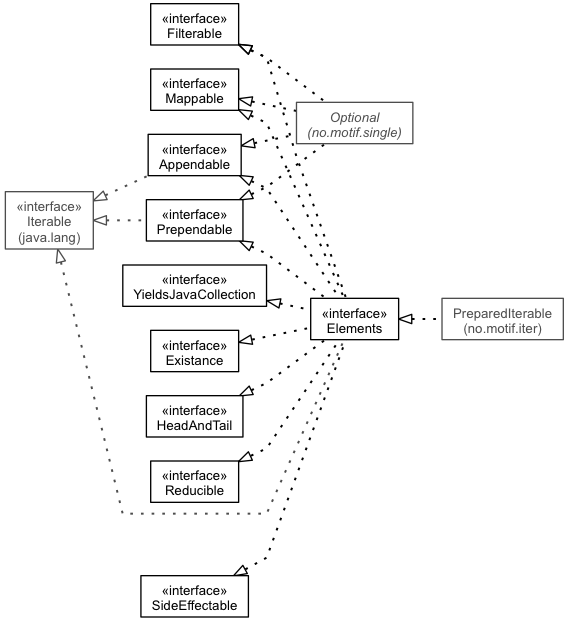 «interface»
Filterable
«interface»
Mappable
Optional
(no.motif.single)
«interface»
Appendable
«interface»
Iterable
(java.lang)
«interface»
Prependable
«interface»
YieldsJavaCollection
«interface»
Elements
PreparedIterable
(no.motif.iter)
«interface»
Existance
«interface»
HeadAndTail
«interface»
Reducible
«interface»
SideEffectable